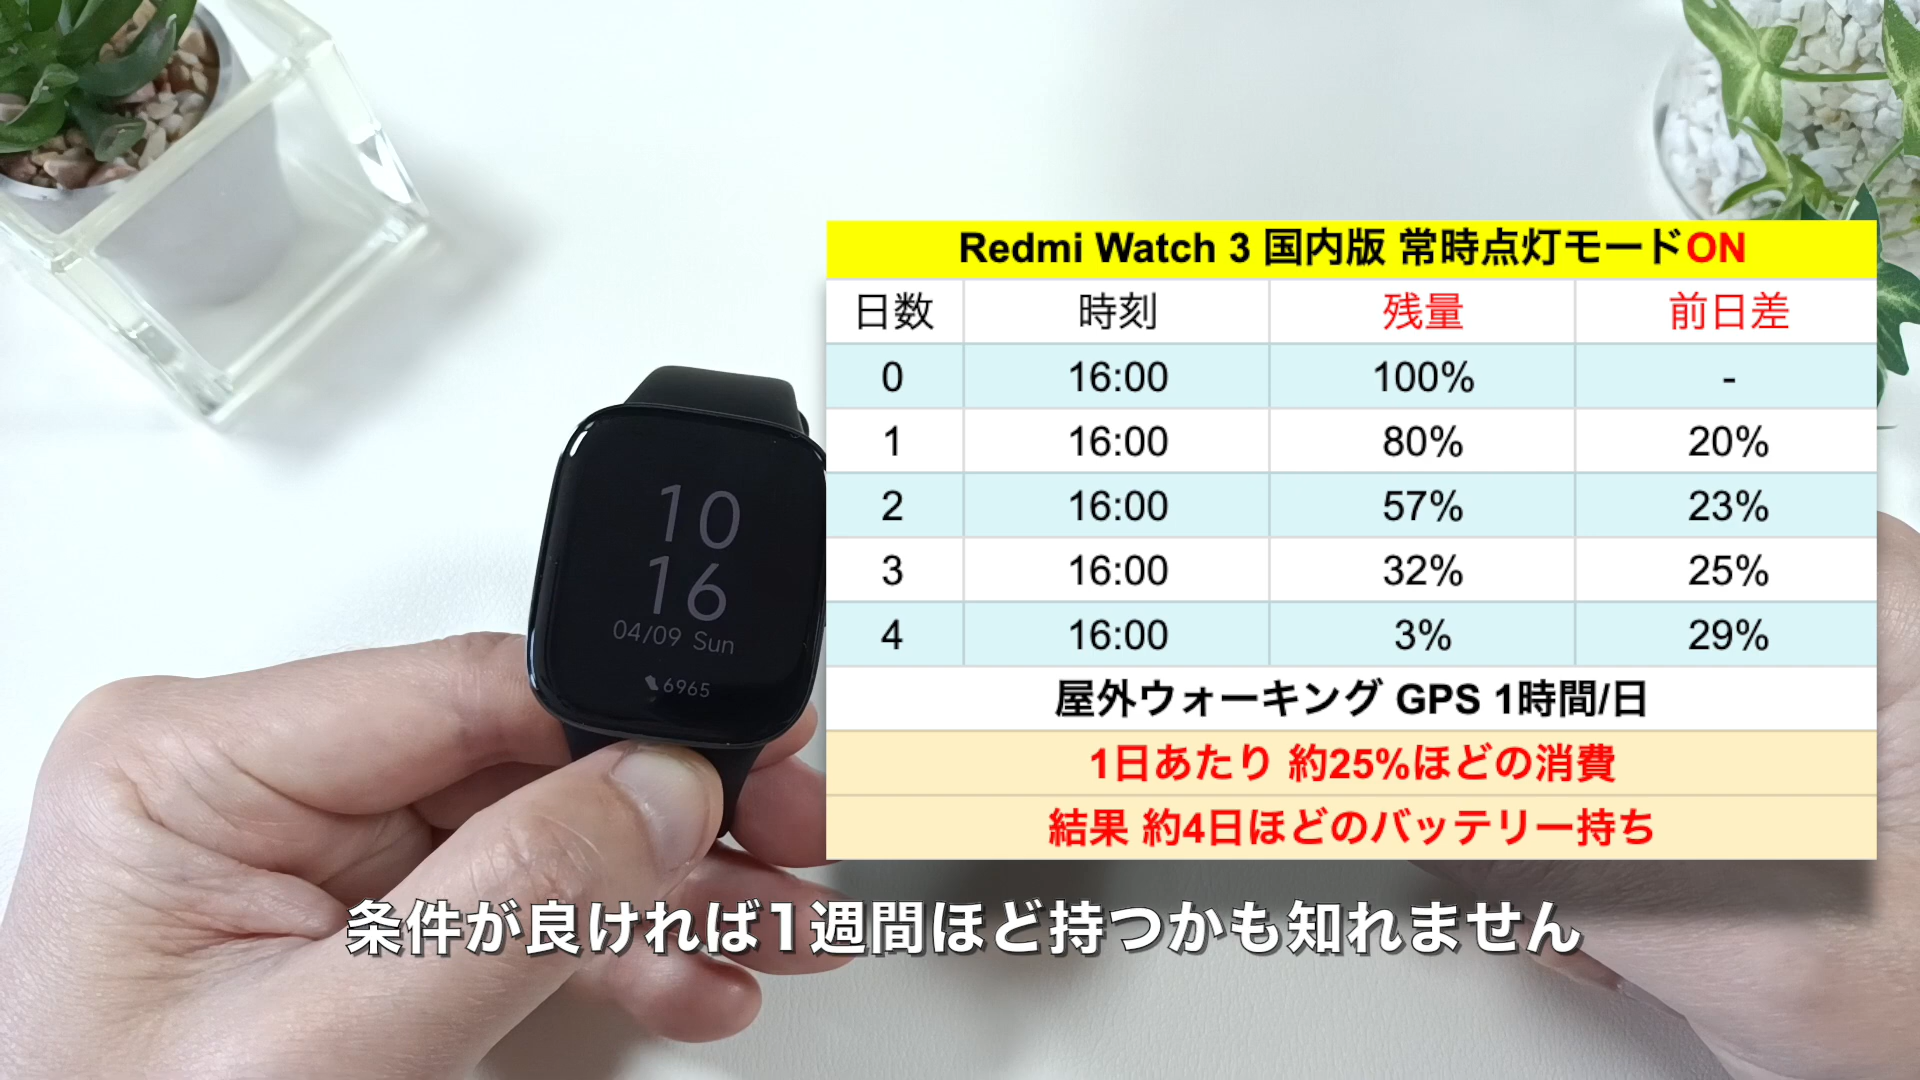 10
16
04/09 Sun
6965
Redmi Watch 3 国内版 常時点灯モードON
日数 時刻 残量 前日差
0 16:00 100% -
1 16:00 80% 20%
2 16:00 57% 23%
3 16:00 32% 25%
4 16:00 3% 29%
屋外ウォーキング GPS 1時間/日
1日あたり 約25%ほどの消費
結果 約4日ほどのバッテリー持ち
条件が良ければ1週間ほど持つかも知れません